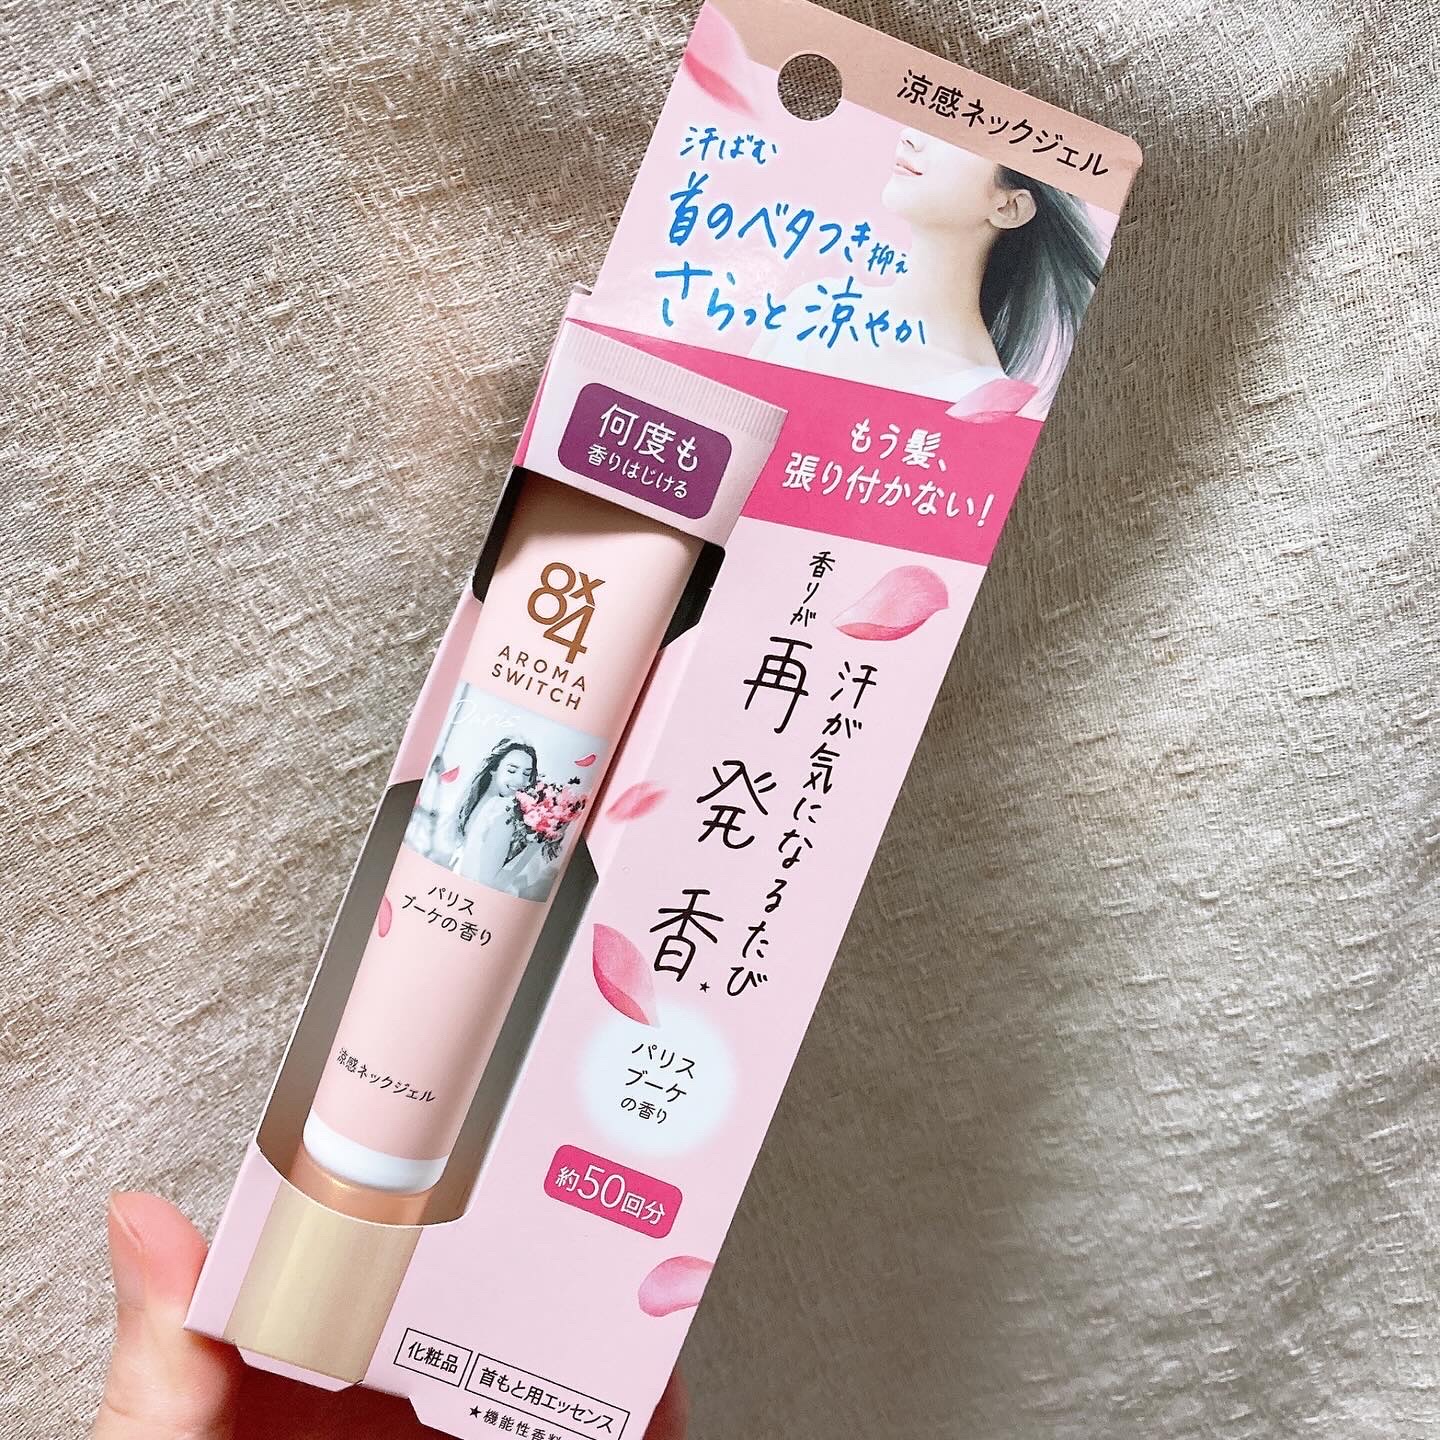 涼感ネックジェル
汗ばむ
首のベタつき抑え
さらっと涼やか
もう髪、
張り付かない!
何度も
香りはじける
8x4
AROMA
SWITCH
Paris
パリス
ブーケの香り
涼感ネックジェル
汗が気になるたび
香りが
再発香★
パリス
ブーケ
の香り
約50回分
化粧品
首もと用エッセンス
★機能性香料